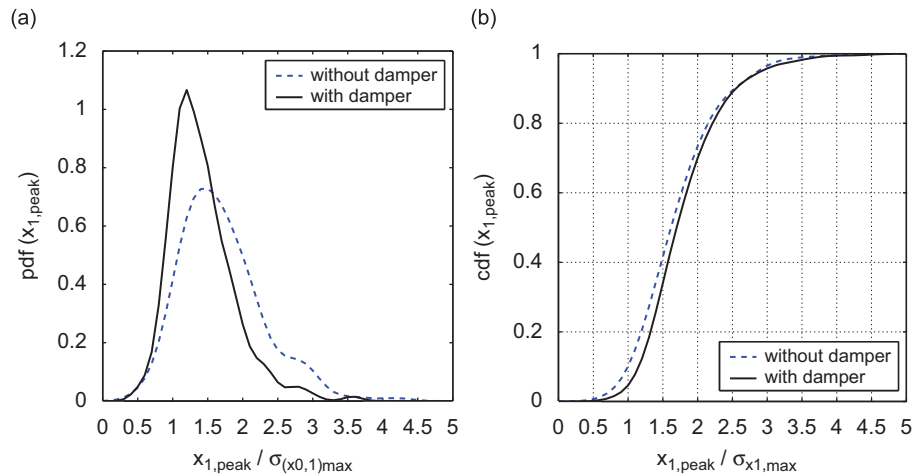 (a)
1.2
1
0.8
0.6
0.4
0.2
0
pdf (x1,peak)
without damper
with damper
0 0.5 1 1.5 2 2.5 3 3.5 4 4.5 5
x1,peak / σ(x0,1)max
(b)
1
0.8
0.6
0.4
0.2
0
cdf (x1,peak)
without damper
with damper
0 0.5 1 1.5 2 2.5 3 3.5 4 4.5 5
x1,peak / σx1,max